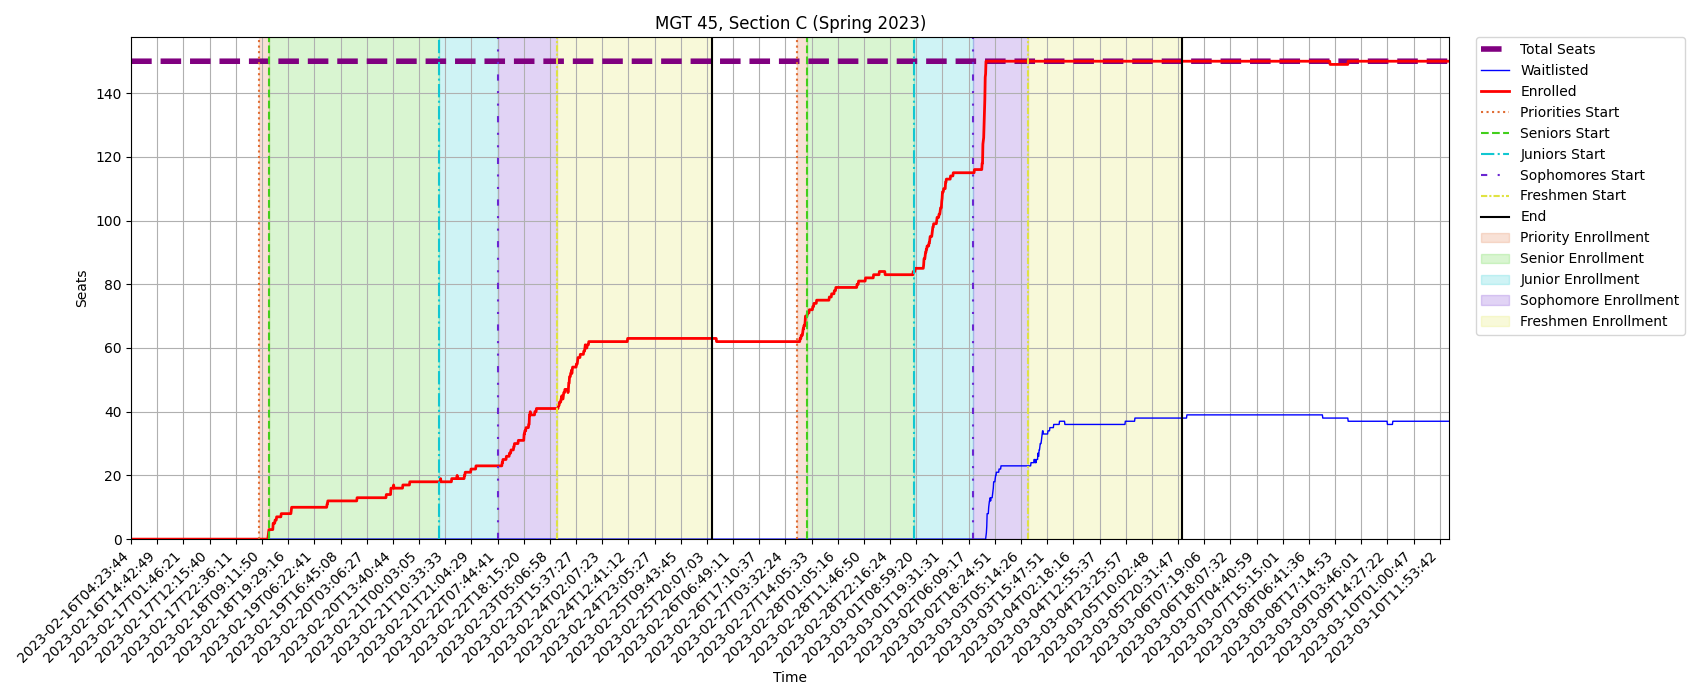 MGT 45, Section C (Spring 2023)
Seats
140
120
100
80
60
40
20
0
2023-02-16T04:23:44
2023-02-16T14:42:49
2023-02-17T01:46:21
2023-02-17T12:15:40
2023-02-17T22:36:11
2023-02-18T09:11:50
2023-02-18T19:29:16
2023-02-19T06:22:41
2023-02-19T16:45:08
2023-02-20T03:06:27
2023-02-20T13:40:44
2023-02-21T00:03:05
2023-02-21T10:33:33
2023-02-21T21:04:29
2023-02-22T07:44:41
2023-02-22T18:15:20
2023-02-23T05:06:58
2023-02-23T15:37:27
2023-02-24T02:07:23
2023-02-24T12:41:12
2023-02-24T23:05:27
2023-02-25T09:43:45
2023-02-25T20:07:03
2023-02-26T06:49:11
2023-02-26T17:10:37
2023-02-27T03:32:24
2023-02-27T14:05:33
2023-02-28T01:05:16
2023-02-28T11:46:50
2023-02-28T22:16:24
2023-03-01T08:59:20
2023-03-01T19:31:31
2023-03-02T06:09:17
2023-03-02T18:24:51
2023-03-03T05:14:26
2023-03-03T15:47:51
2023-03-04T02:18:16
2023-03-04T12:55:37
2023-03-04T23:25:57
2023-03-05T10:02:48
2023-03-05T20:31:47
2023-03-06T07:19:06
2023-03-06T18:07:32
2023-03-07T04:40:59
2023-03-07T15:15:01
2023-03-08T06:41:36
2023-03-08T17:14:53
2023-03-09T03:46:01
2023-03-09T14:27:22
2023-03-10T01:00:47
2023-03-10T11:53:42
Time
Total Seats
Waitlisted
Enrolled
Priorities Start
Seniors Start
Juniors Start
Sophomores Start
Freshmen Start
End
Priority Enrollment
Senior Enrollment
Junior Enrollment
Sophomore Enrollment
Freshmen Enrollment